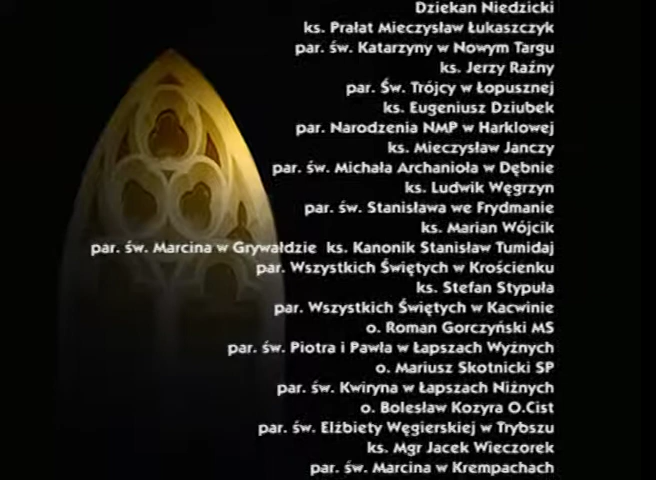 Dziekan Niedzicki
ks. Prałat Mieczysław Łukaszczyk
par. św. Katarzyny w Nowym Targu
ks. Jerzy Raźny
par. Św. Trójcy w Łopusznej
ks. Eugeniusz Dziubek
par. Narodzenia NMP w Harklowej
ks. Mieczysław Janczy
par. św. Michała Archanioła w Dębnie
ks. Ludwik Węgrzyn
par. św. Stanisława we Frydmanie
ks. Marian Wójcik
par. św. Marcina w Grywałdzie ks. Kanonik Stanisław Tumidaj
par. Wszystkich Świętych w Krościenku
ks. Stefan Stypuła
par. Wszystkich Świętych w Kacwinie
o. Roman Gorczyński MS
par. św. Piotra i Pawła w Łapszach Wyżnych
o. Mariusz Skotnicki SP
par. św. Kwiryna w Łapszach Niżnych
o. Bolesław Kozyra O.Cist
par. św. Elżbiety Węgierskiej w Trybszu
ks. Mgr Jacek Wieczorek
par. św. Marcina w Krempachach